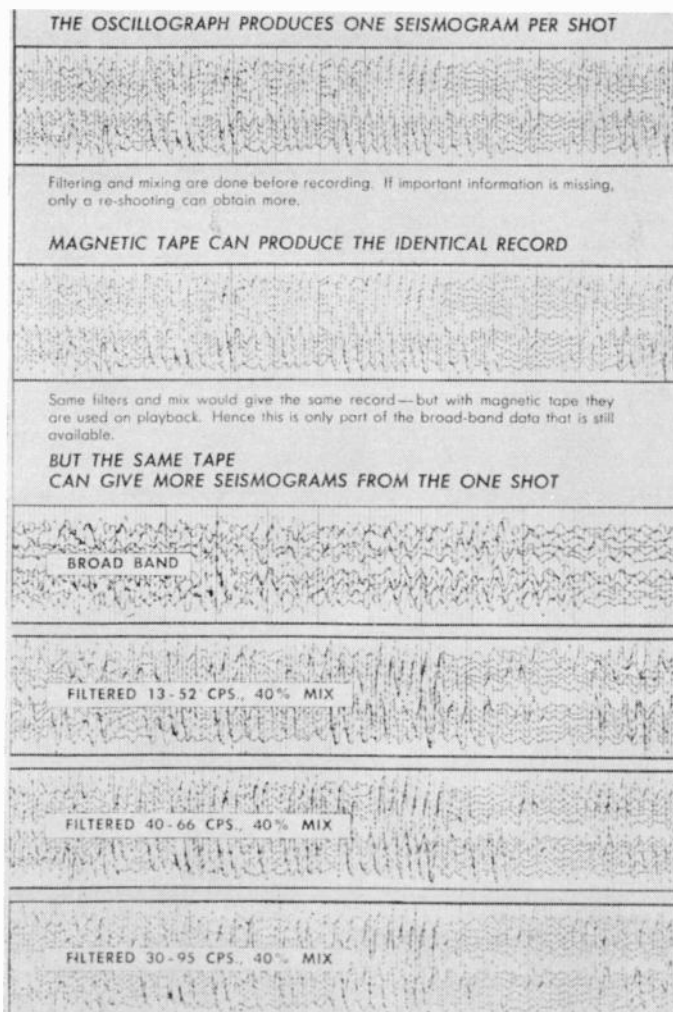 THE OSCILLOGRAPH PRODUCES ONE SEISMOGRAM PER SHOT
Filtering and mixing are done before recording. If important information is missing,
only a re-shooting can obtain more.
MAGNETIC TAPE CAN PRODUCE THE IDENTICAL RECORD
Same filters and mix would give the same record—but with magnetic tape they
are used on playback. Hence this is only part of the broad-band data that is still
available.
BUT THE SAME TAPE
CAN GIVE MORE SEISMOGRAMS FROM THE ONE SHOT
BROAD BAND
FILTERED 13-52 CPS., 40% MIX
FILTERED 40-66 CPS., 40% MIX
FILTERED 30-95 CPS., 40% MIX